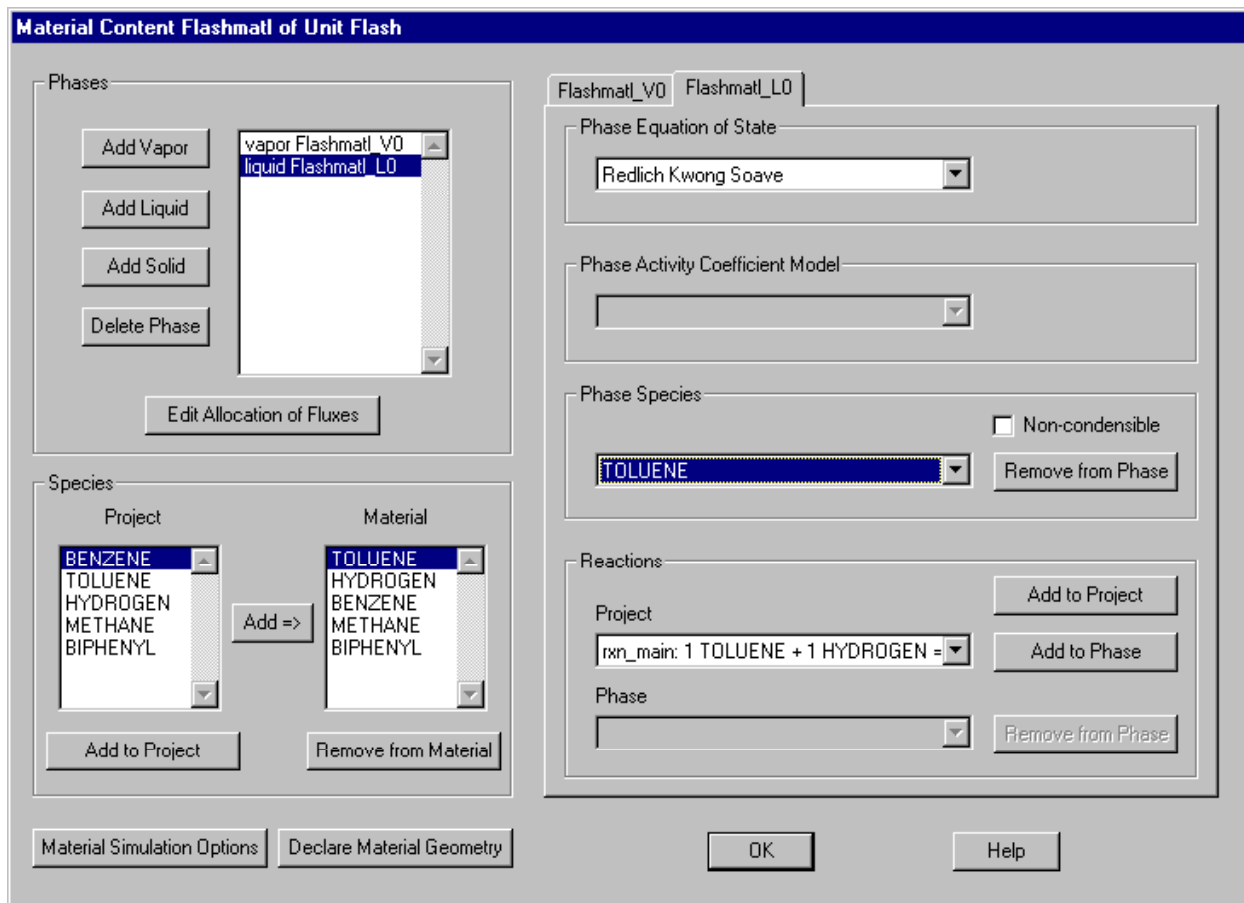 Material Content Flashmatl of Unit Flash
Phases
Add Vapor
Add Liquid
Add Solid
Delete Phase
vapor Flashmatl_V0
liquid Flashmatl_L0
Edit Allocation of Fluxes
Species
Project
Material
BENZENE
TOLUENE
HYDROGEN
METHANE
BIPHENYL
Add =>
TOLUENE
HYDROGEN
BENZENE
METHANE
BIPHENYL
Add to Project
Remove from Material
Material Simulation Options
Declare Material Geometry
Flashmatl_V0
Flashmatl_L0
Phase Equation of State
Redlich Kwong Soave
Phase Activity Coefficient Model
Phase Species
Non-condensible
TOLUENE
Remove from Phase
Reactions
Project
Add to Project
rxn_main: 1 TOLUENE + 1 HYDROGEN =
Add to Phase
Phase
Remove from Phase
OK
Help